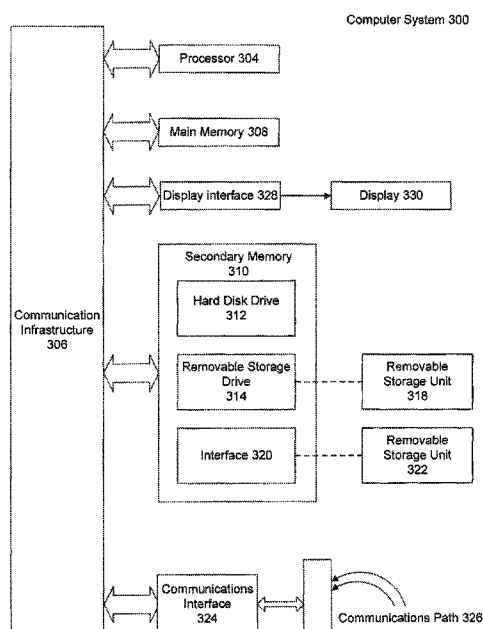 Computer System 300
Processor 304
Main Memory 308
Display interface 328
Display 330
Secondary Memory
310
Hard Disk Drive
312
Communication
Infrastructure
306
Removable Storage
Drive
314
Removable
Storage Unit
318
Interface 320
Removable
Storage Unit
322
Communications
Interface
324
Communications Path 326